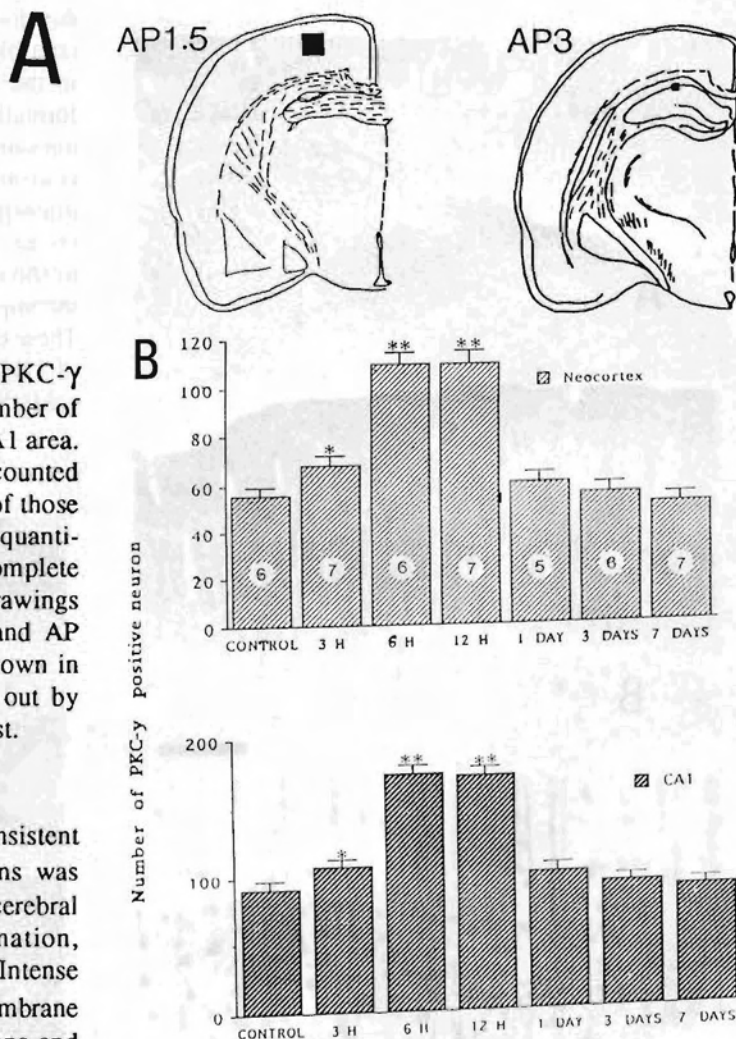 A
AP1.5
AP3
PKC-γ
mber of
A1 area.
counted
of those
quanti-
omplete
rawings
and AP
own in
out by
st.
nsistent
ns was
cerebral
nation,
Intense
mbrane
B
Number of PKC-γ positive neuron
120
100
80
60
40
20
0
Neocortex
*
**
**
6
7
6
7
5
6
7
CONTROL 3 H 6 H 12 H 1 DAY 3 DAYS 7 DAYS
200
100
0
CA1
*
**
**
CONTROL 3 H 6 H 12 H 1 DAY 3 DAYS 7 DAYS